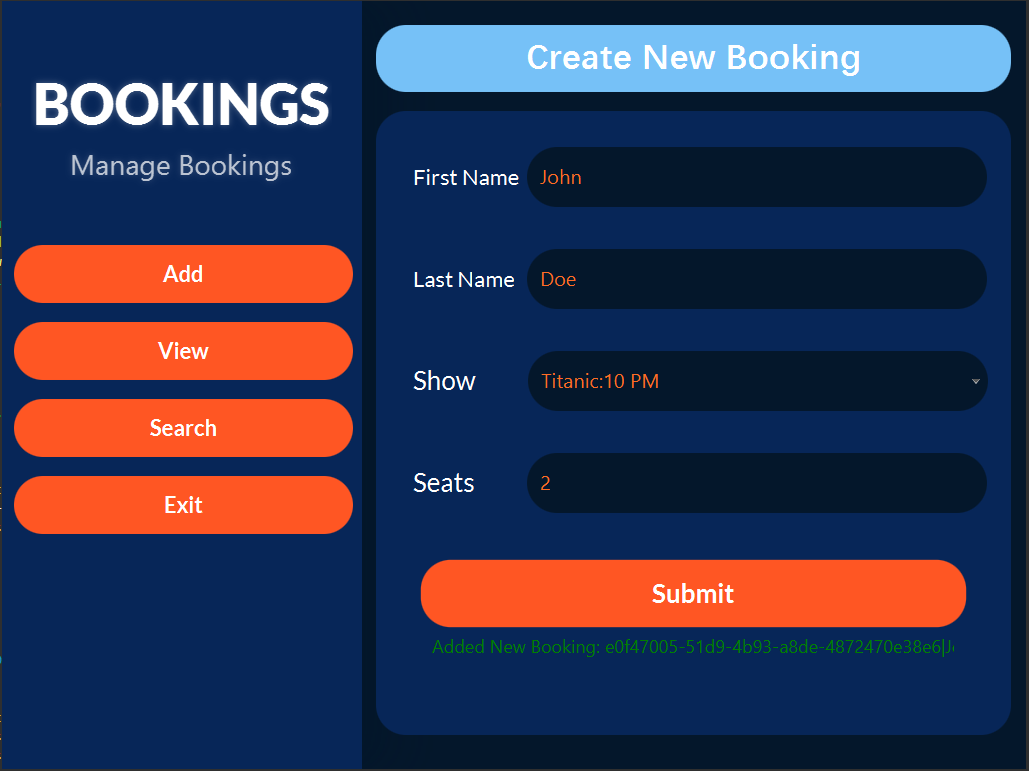 BOOKINGS
Manage Bookings
Add
View
Search
Exit
Create New Booking
First Name John
Last Name Doe
Show Titanic:10 PM
Seats 2
Submit
Added New Booking: e0f47005-51d9-4b93-a8de-4872470e38e6|J